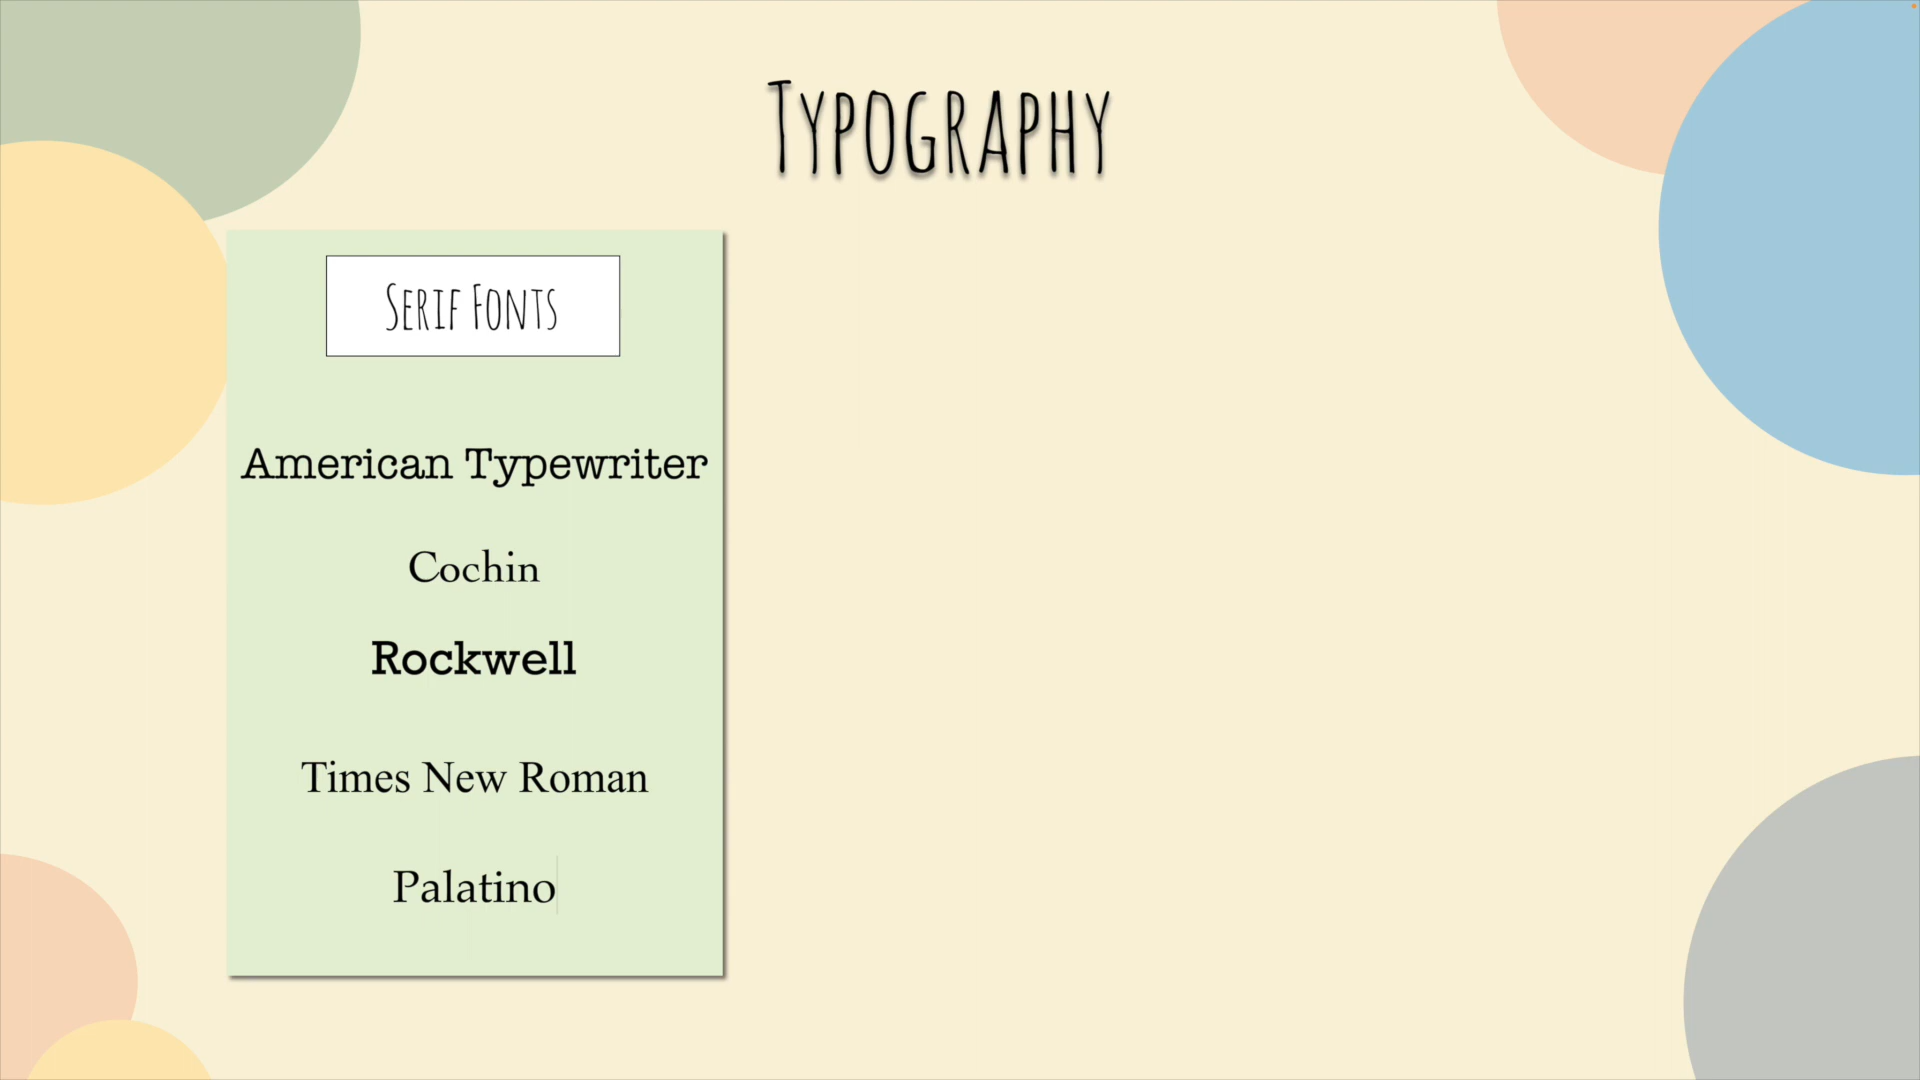 Typography
Serif Fonts
American Typewriter
Cochin
Rockwell
Times New Roman
Palatino